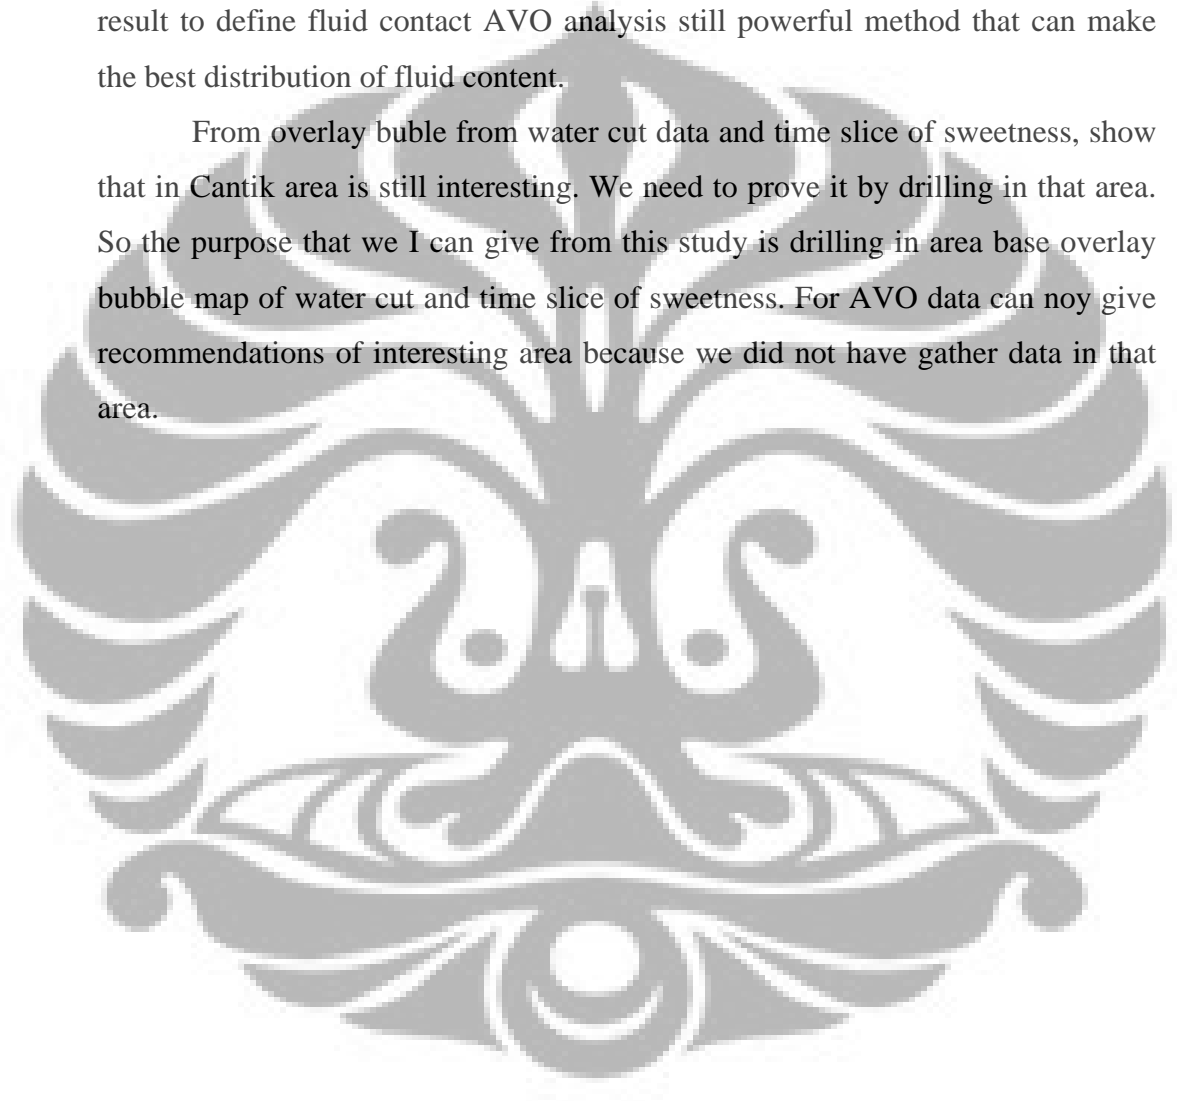 result to define fluid contact AVO analysis still powerful method that can make
the best distribution of fluid content.
From overlay buble from water cut data and time slice of sweetness, show
that in Cantik area is still interesting. We need to prove it by drilling in that area.
So the purpose that we I can give from this study is drilling in area base overlay
bubble map of water cut and time slice of sweetness. For AVO data can noy give
recommendations of interesting area because we did not have gather data in that
area.